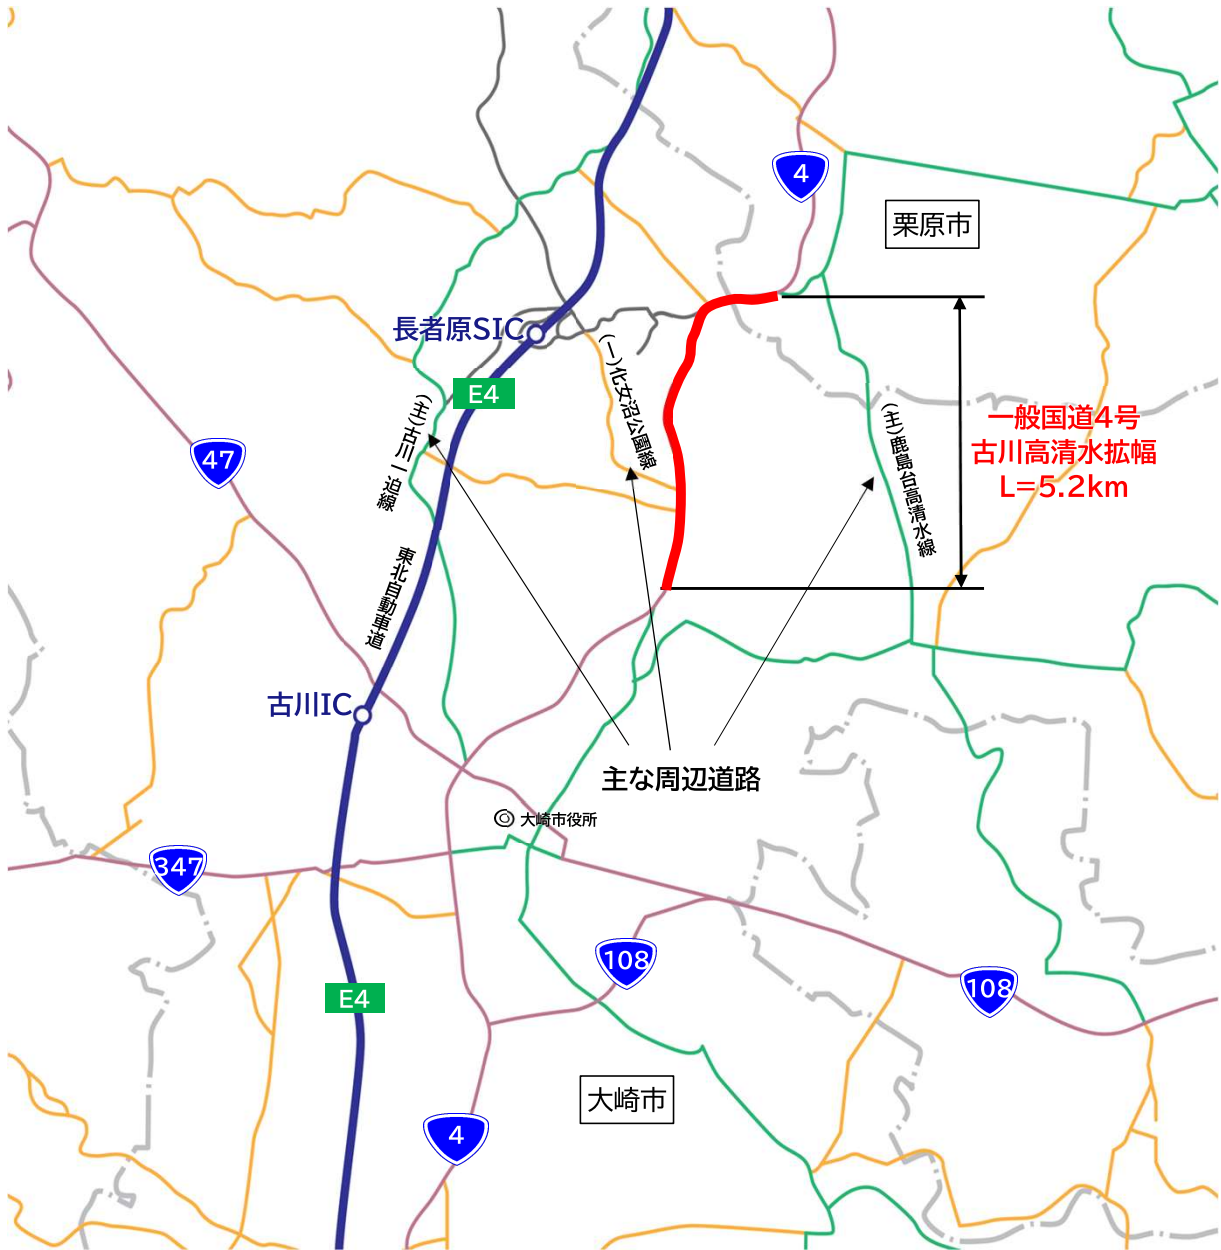 4
栗原市
長者原SIC
E4
(主)古川一迫線
(一)化女沼公園線
(主)鹿島台高清水線
一般国道4号
古川高清水拡幅
L=5.2km
47
東北自動車道
古川IC
主な周辺道路
大崎市役所
347
108
108
E4
大崎市
4